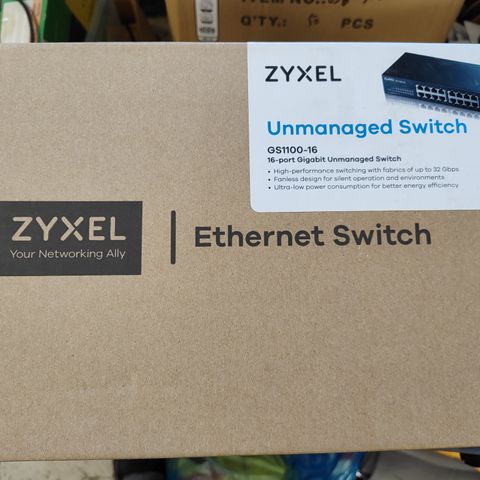 Q'TY.: 5 PCS
ZYXEL
Unmanaged Switch
GS1100-16
16-port Gigabit Unmanaged Switch
• High-performance switching with fabrics of up to 32 Gbps
• Fanless design for silent operation and environments
• Ultra-low power consumption for better energy efficiency
ZYXEL
Your Networking Ally
Ethernet Switch